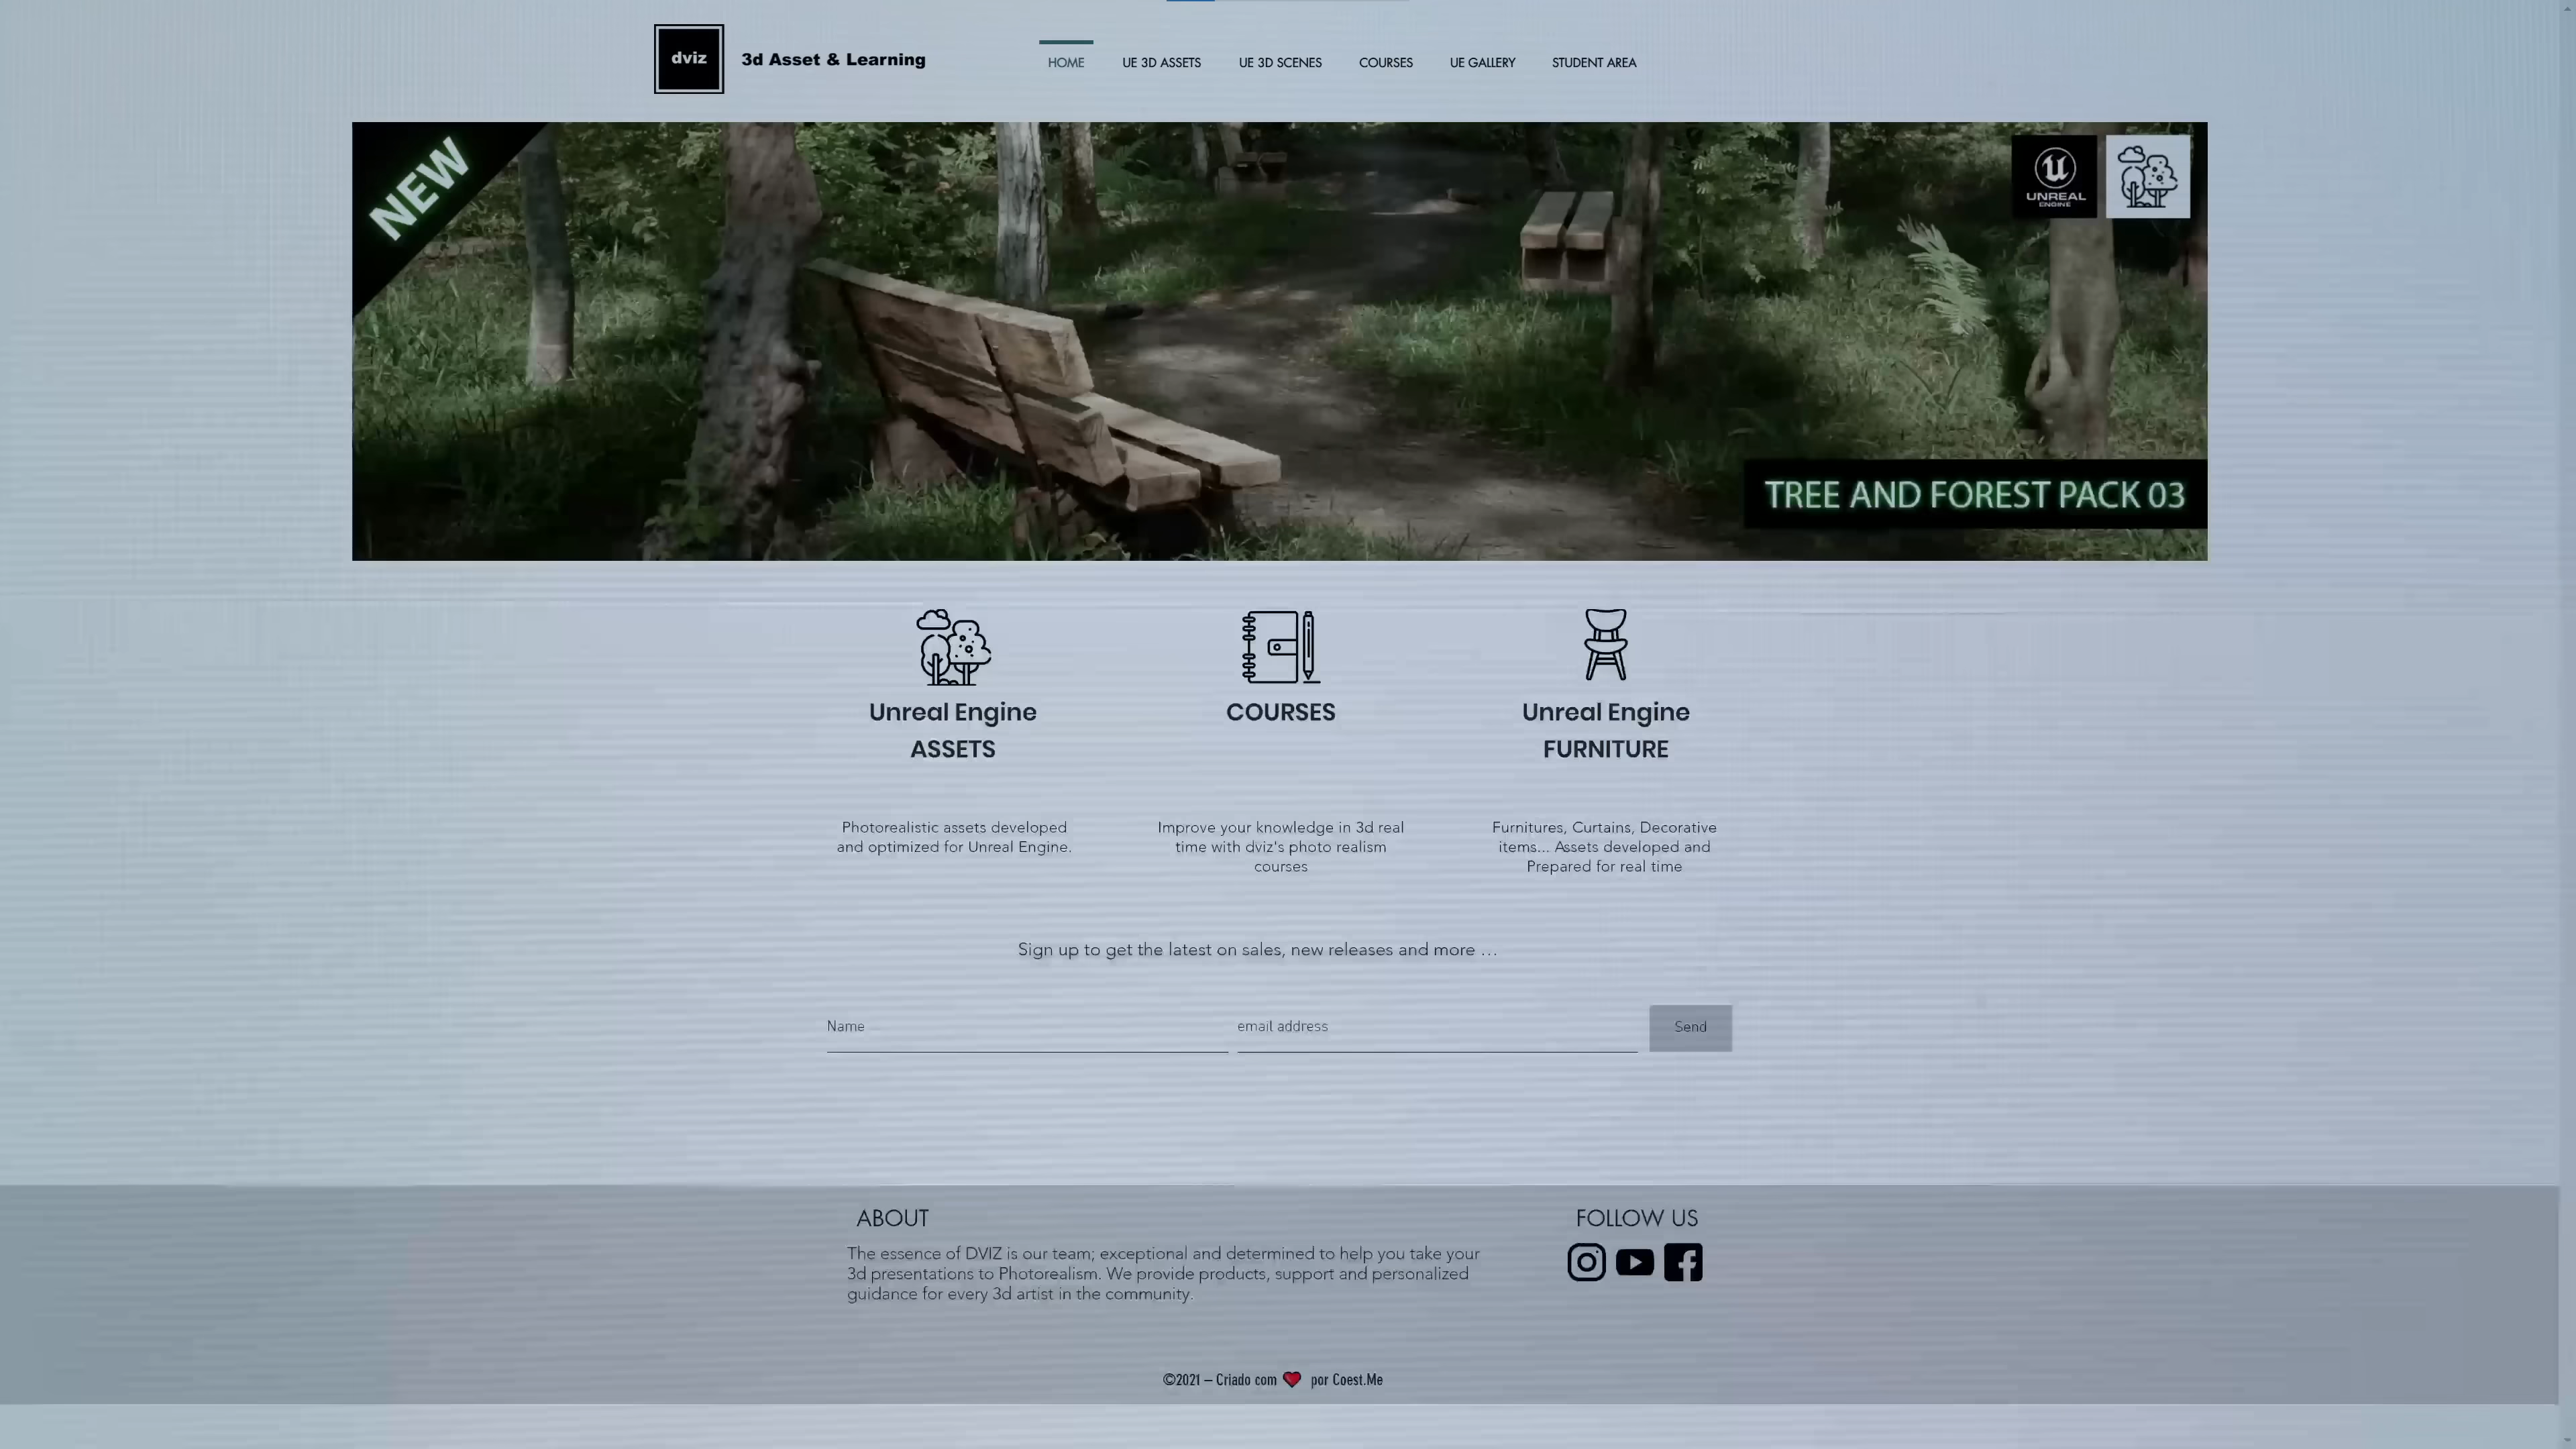 dviz
3d Asset & Learning
HOME
UE 3D ASSETS
UE 3D SCENES
COURSES
UE GALLERY
STUDENT AREA
NEW
UNREAL
ENGINE
TREE AND FOREST PACK 03
Unreal Engine
ASSETS
Photorealistic assets developed
and optimized for Unreal Engine.
COURSES
Improve your knowledge in 3d real
time with dviz's photo realism
courses
Unreal Engine
FURNITURE
Furnitures, Curtains, Decorative
items... Assets developed and
Prepared for real time
Sign up to get the latest on sales, new releases and more ...
Name
email address
Send
ABOUT
The essence of DVIZ is our team; exceptional and determined to help you take your
3d presentations to Photorealism. We provide products, support and personalized
guidance for every 3d artist in the community.
FOLLOW US
©2021 – Criado com ❤ por Coest.Me